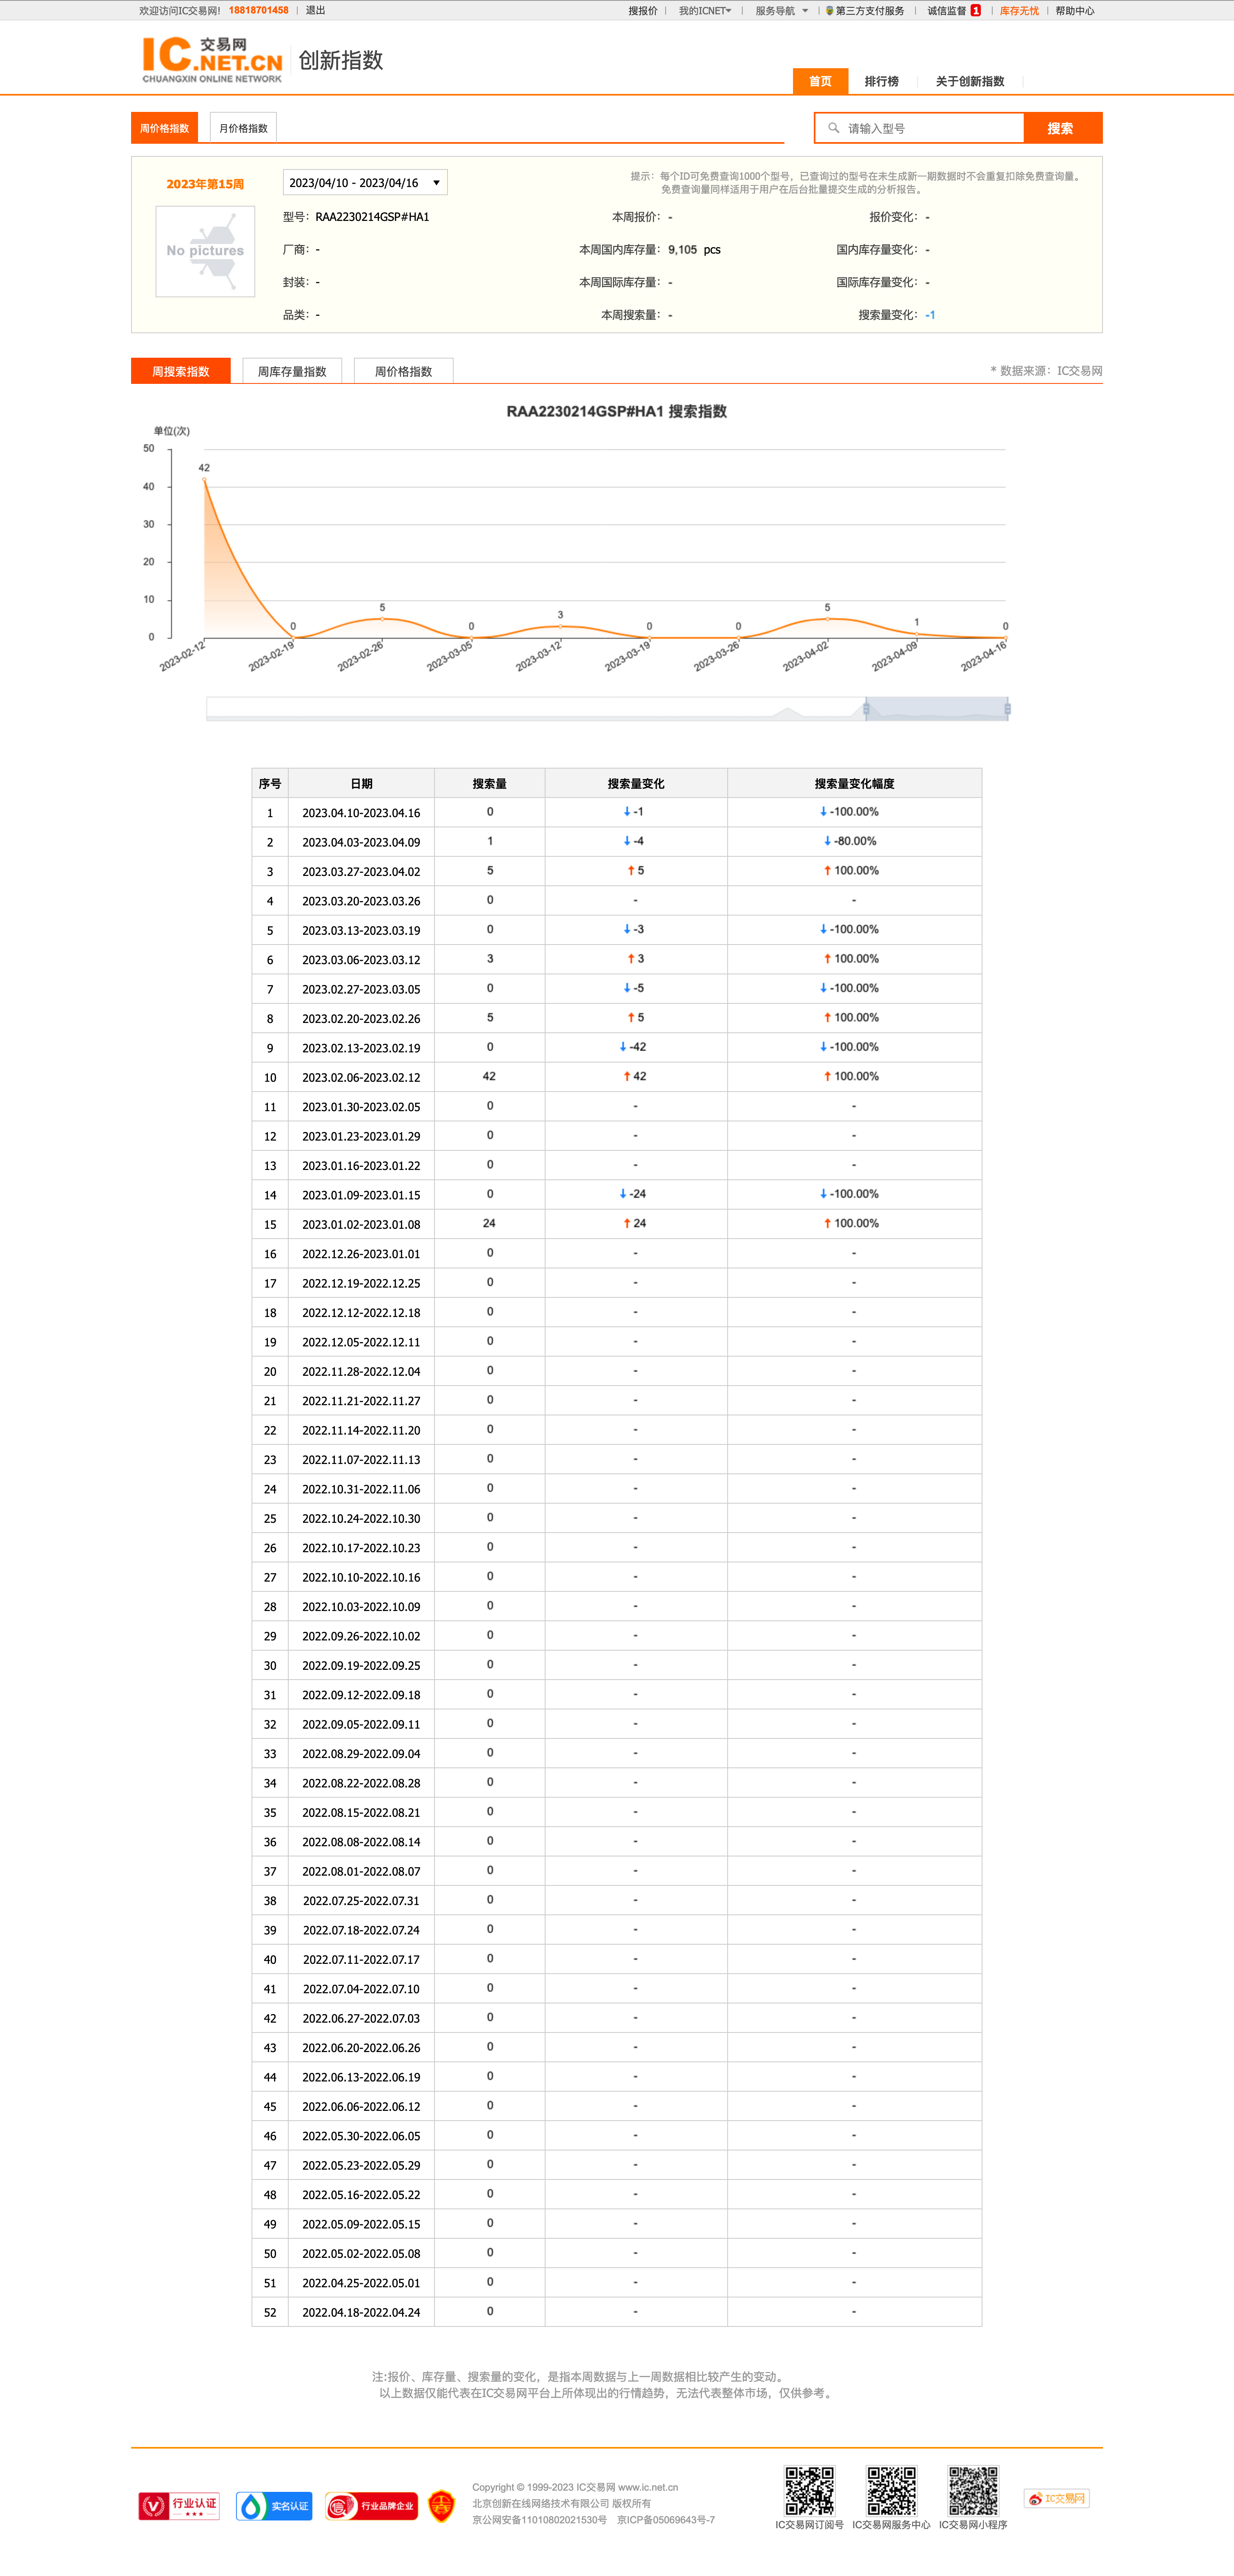 欢迎访问IC交易网! 18818701458 | 退出 搜报价 | 我的ICNET | 服务导航 | 第三方支付服务 | 诚信监督 1 | 库存无忧 | 帮助中心
IC 交易网 .NET.CN CHUANGXIN ONLINE NETWORK 创新指数
首页 排行榜 关于创新指数
周价格指数 月价格指数 请输入型号 搜索
2023年第15周 2023/04/10 - 2023/04/16
提示：每个ID可免费查询1000个型号，已查询过的型号在未生成新一期数据时不会重复扣除免费查询量。
免费查询量同样适用于用户在后台批量提交生成的分析报告。
No pictures
型号：RAA2230214GSP#HA1 本周报价：- 报价变化：-
厂商：- 本周国内库存量：9,105 pcs 国内库存量变化：-
封装：- 本周国际库存量：- 国际库存量变化：-
品类：- 本周搜索量：- 搜索量变化：-1
周搜索指数 周库存量指数 周价格指数 * 数据来源：IC交易网
RAA2230214GSP#HA1 搜索指数
单位(次)
50
40
30
20
10
0
42 0 5 0 3 0 0 5 1 0
2023-02-12 2023-02-19 2023-02-26 2023-03-05 2023-03-12 2023-03-19 2023-03-26 2023-04-02 2023-04-09 2023-04-16
序号 日期 搜索量 搜索量变化 搜索量变化幅度
1 2023.04.10-2023.04.16 0 ↓ -1 ↓ -100.00%
2 2023.04.03-2023.04.09 1 ↓ -4 ↓ -80.00%
3 2023.03.27-2023.04.02 5 ↑ 5 ↑ 100.00%
4 2023.03.20-2023.03.26 0 - -
5 2023.03.13-2023.03.19 0 ↓ -3 ↓ -100.00%
6 2023.03.06-2023.03.12 3 ↑ 3 ↑ 100.00%
7 2023.02.27-2023.03.05 0 ↓ -5 ↓ -100.00%
8 2023.02.20-2023.02.26 5 ↑ 5 ↑ 100.00%
9 2023.02.13-2023.02.19 0 ↓ -42 ↓ -100.00%
10 2023.02.06-2023.02.12 42 ↑ 42 ↑ 100.00%
11 2023.01.30-2023.02.05 0 - -
12 2023.01.23-2023.01.29 0 - -
13 2023.01.16-2023.01.22 0 - -
14 2023.01.09-2023.01.15 0 ↓ -24 ↓ -100.00%
15 2023.01.02-2023.01.08 24 ↑ 24 ↑ 100.00%
16 2022.12.26-2023.01.01 0 - -
17 2022.12.19-2022.12.25 0 - -
18 2022.12.12-2022.12.18 0 - -
19 2022.12.05-2022.12.11 0 - -
20 2022.11.28-2022.12.04 0 - -
21 2022.11.21-2022.11.27 0 - -
22 2022.11.14-2022.11.20 0 - -
23 2022.11.07-2022.11.13 0 - -
24 2022.10.31-2022.11.06 0 - -
25 2022.10.24-2022.10.30 0 - -
26 2022.10.17-2022.10.23 0 - -
27 2022.10.10-2022.10.16 0 - -
28 2022.10.03-2022.10.09 0 - -
29 2022.09.26-2022.10.02 0 - -
30 2022.09.19-2022.09.25 0 - -
31 2022.09.12-2022.09.18 0 - -
32 2022.09.05-2022.09.11 0 - -
33 2022.08.29-2022.09.04 0 - -
34 2022.08.22-2022.08.28 0 - -
35 2022.08.15-2022.08.21 0 - -
36 2022.08.08-2022.08.14 0 - -
37 2022.08.01-2022.08.07 0 - -
38 2022.07.25-2022.07.31 0 - -
39 2022.07.18-2022.07.24 0 - -
40 2022.07.11-2022.07.17 0 - -
41 2022.07.04-2022.07.10 0 - -
42 2022.06.27-2022.07.03 0 - -
43 2022.06.20-2022.06.26 0 - -
44 2022.06.13-2022.06.19 0 - -
45 2022.06.06-2022.06.12 0 - -
46 2022.05.30-2022.06.05 0 - -
47 2022.05.23-2022.05.29 0 - -
48 2022.05.16-2022.05.22 0 - -
49 2022.05.09-2022.05.15 0 - -
50 2022.05.02-2022.05.08 0 - -
51 2022.04.25-2022.05.01 0 - -
52 2022.04.18-2022.04.24 0 - -
注:报价、库存量、搜索量的变化，是指本周数据与上一周数据相比较产生的变动。
以上数据仅能代表在IC交易网平台上所体现出的行情趋势，无法代表整体市场，仅供参考。
行业认证 实名认证 信 行业品牌企业
Copyright © 1999-2023 IC交易网 www.ic.net.cn
北京创新在线网络技术有限公司 版权所有
京公网安备11010802021530号 京ICP备05069643号-7
IC交易网订阅号 IC交易网服务中心 IC交易网小程序
IC交易网